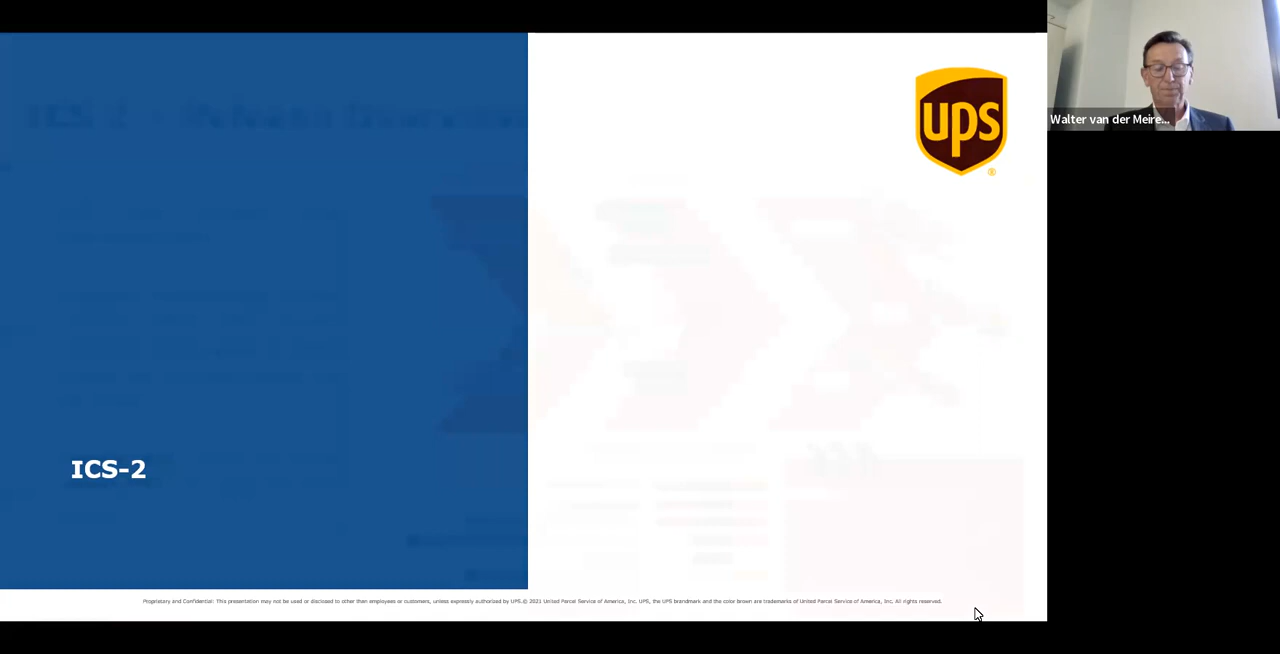 ups
®
Walter van der Meire...
ICS-2
Proprietary and Confidential: This presentation may not be used or disclosed to other than employees or customers, unless expressly authorized by UPS.© 2021 United Parcel Service of America, Inc. UPS, the UPS brandmark and the color brown are trademarks of United Parcel Service of America, Inc. All rights reserved.